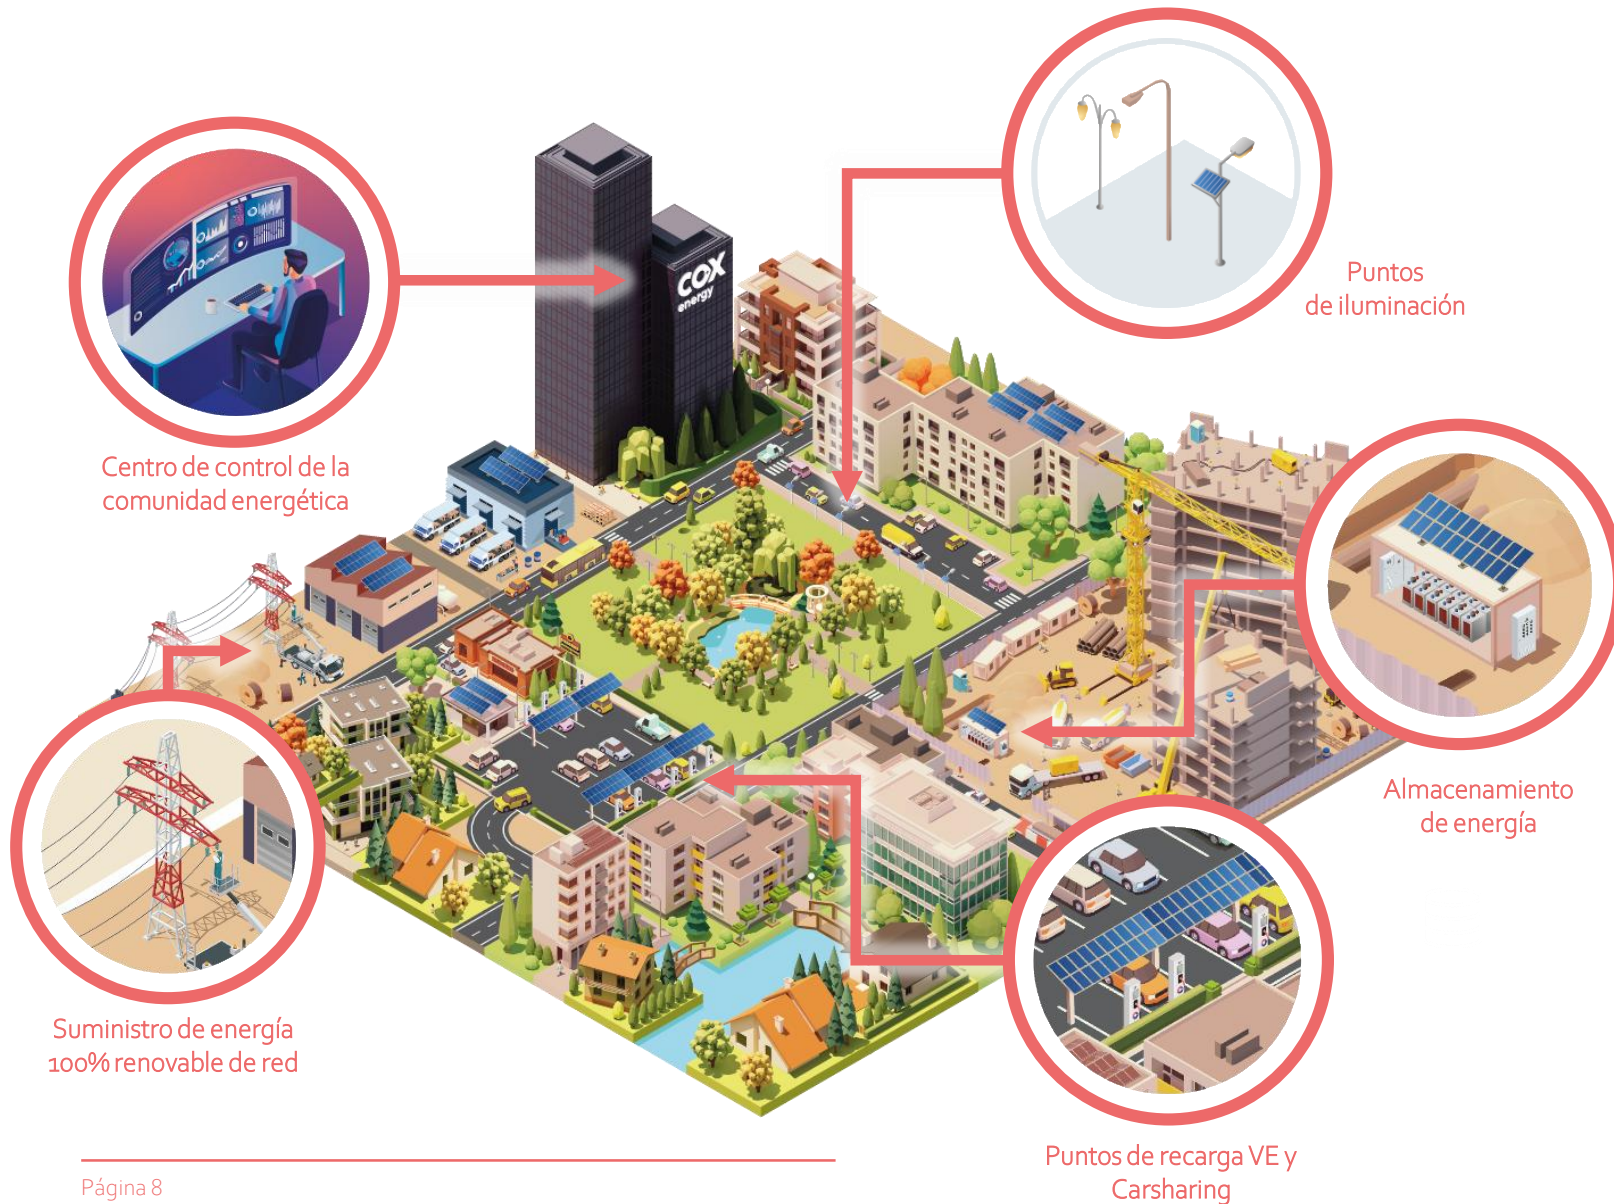 Puntos
de iluminación
COX
energy
Centro de control de la
comunidad energética
Almacenamiento
de energía
Suministro de energía
100% renovable de red
Puntos de recarga VE y
Carsharing
Página 8